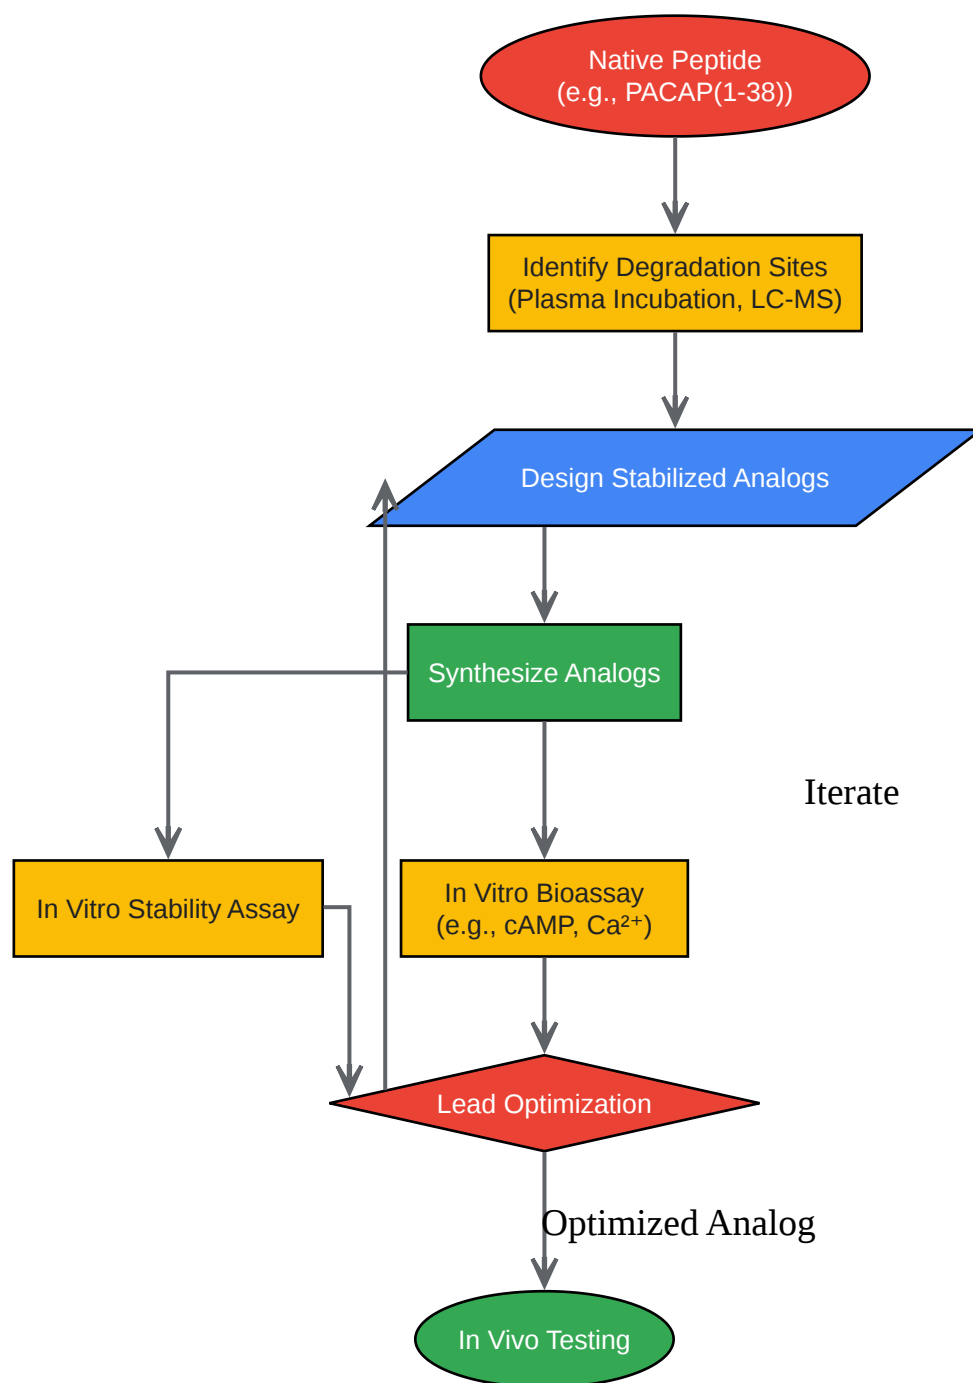 Native Peptide
(e.g., PACAP(1-38))
Identify Degradation Sites
(Plasma Incubation, LC-MS)
Design Stabilized Analogs
Synthesize Analogs
Iterate
In Vitro Stability Assay
In Vitro Bioassay
(e.g., cAMP, Ca²⁺)
Lead Optimization
Optimized Analog
In Vivo Testing